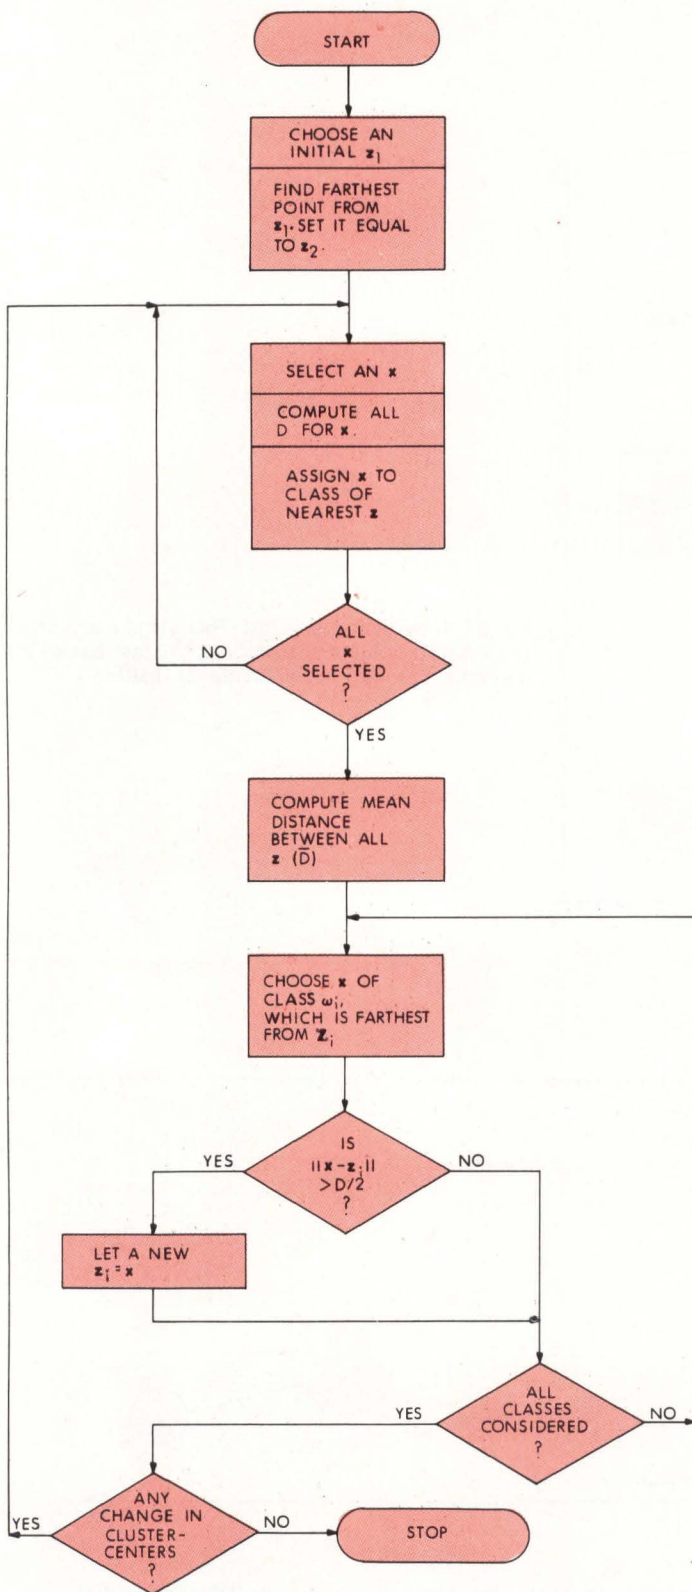 START
CHOOSE AN
INITIAL z1
FIND FARTHEST
POINT FROM
z1. SET IT EQUAL
TO z2.
SELECT AN x
COMPUTE ALL
D FOR x.
ASSIGN x TO
CLASS OF
NEAREST z
ALL
x
SELECTED
?
NO
YES
COMPUTE MEAN
DISTANCE
BETWEEN ALL
z (D̅)
CHOOSE x OF
CLASS ωi,
WHICH IS FARTHEST
FROM Zi
IS
||x-zi||
>D/2
?
YES
NO
LET A NEW
zi=x
ALL
CLASSES
CONSIDERED
?
YES
NO
ANY
CHANGE IN
CLUSTER-
CENTERS
?
YES
NO
STOP